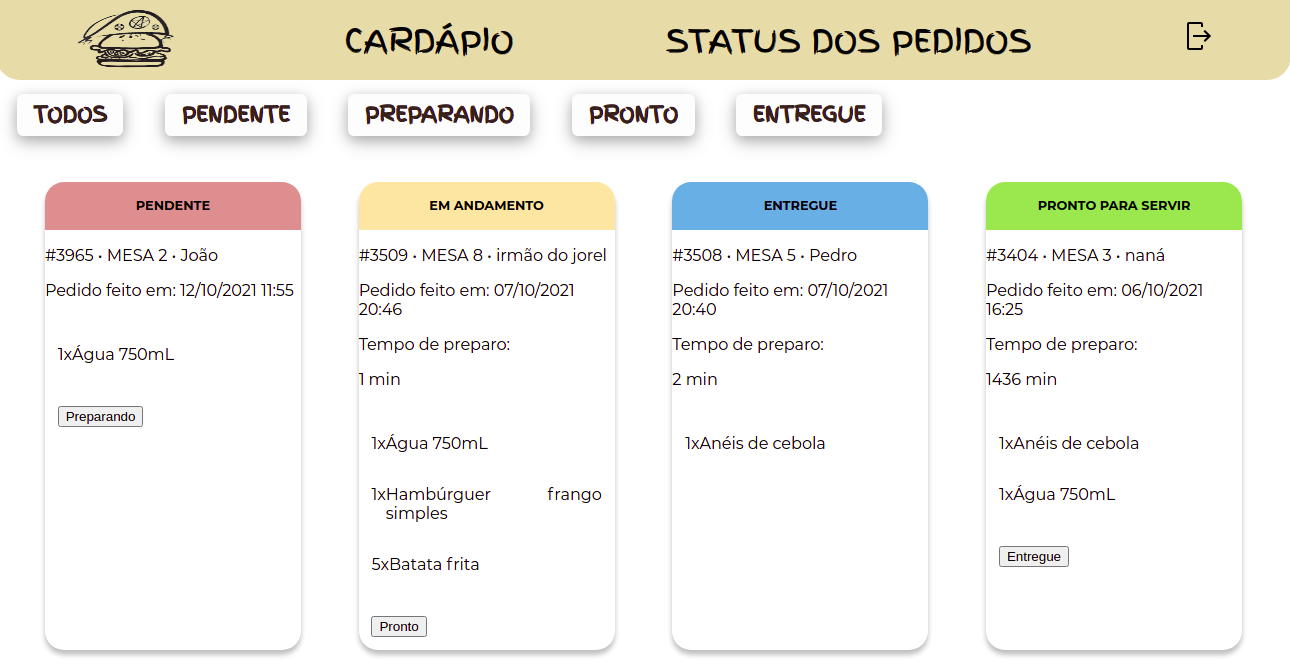 CARDÁPIO
STATUS DOS PEDIDOS
TODOS
PENDENTE
PREPARANDO
PRONTO
ENTREGUE
PENDENTE
#3965 • MESA 2 • João
Pedido feito em: 12/10/2021 11:55
1xÁgua 750mL
Preparando
EM ANDAMENTO
#3509 • MESA 8 • irmão do jorel
Pedido feito em: 07/10/2021
20:46
Tempo de preparo:
1 min
1xÁgua 750mL
1xHambúrguer frango
simples
5xBatata frita
Pronto
ENTREGUE
#3508 • MESA 5 • Pedro
Pedido feito em: 07/10/2021
20:40
Tempo de preparo:
2 min
1xAnéis de cebola
PRONTO PARA SERVIR
#3404 • MESA 3 • naná
Pedido feito em: 06/10/2021
16:25
Tempo de preparo:
1436 min
1xAnéis de cebola
1xÁgua 750mL
Entregue